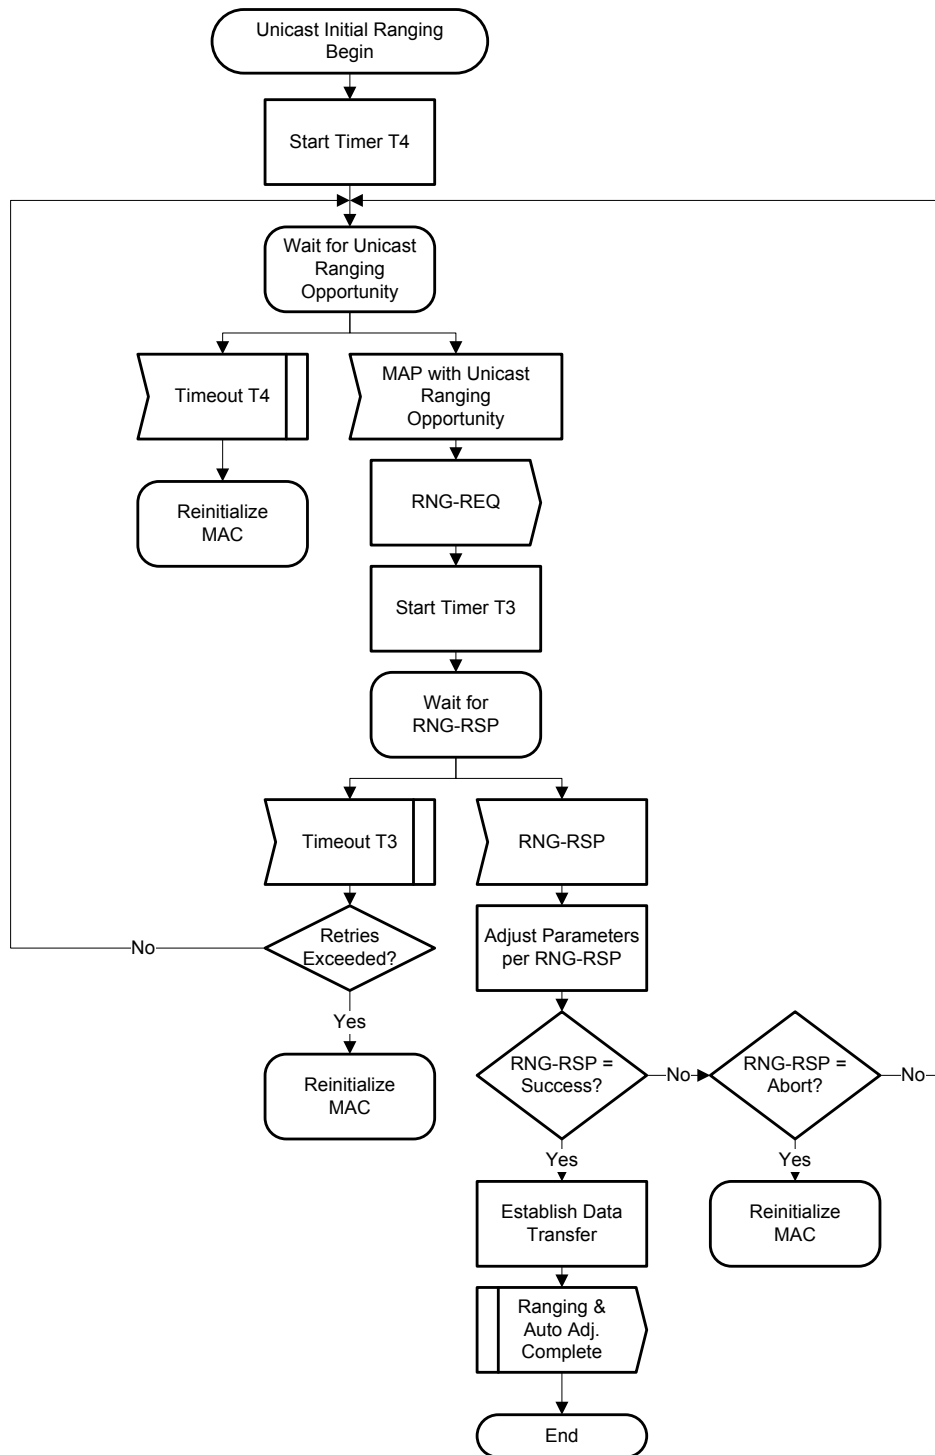 Unicast Initial Ranging
Begin
Start Timer T4
Wait for Unicast
Ranging
Opportunity
Timeout T4
MAP with Unicast
Ranging
Opportunity
RNG-REQ
Reinitialize
MAC
Start Timer T3
Wait for
RNG-RSP
Timeout T3
RNG-RSP
Retries
Exceeded?
No
Adjust Parameters
per RNG-RSP
Yes
Reinitialize
MAC
RNG-RSP =
Success?
No
RNG-RSP =
Abort?
No
Yes
Yes
Establish Data
Transfer
Reinitialize
MAC
Ranging &
Auto Adj.
Complete
End